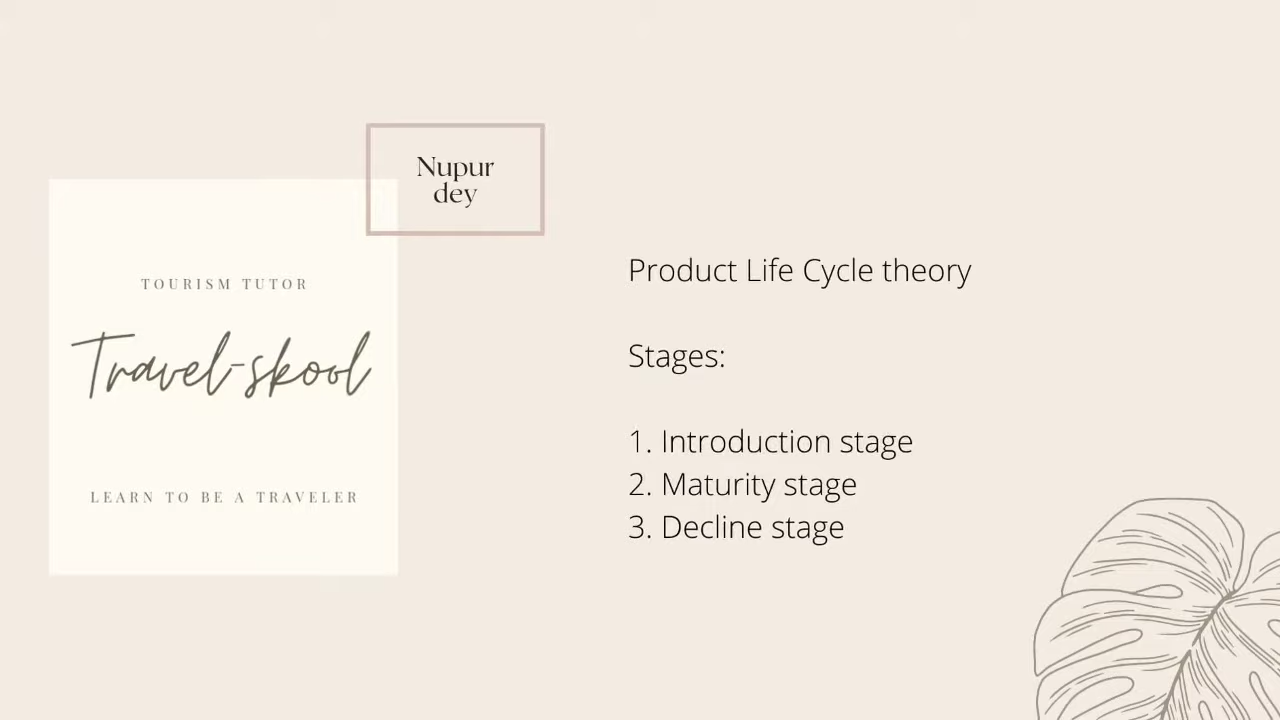 Nupur
dey
TOURISM TUTOR
Travel-skool
LEARN TO BE A TRAVELER
Product Life Cycle theory
Stages:
1. Introduction stage
2. Maturity stage
3. Decline stage